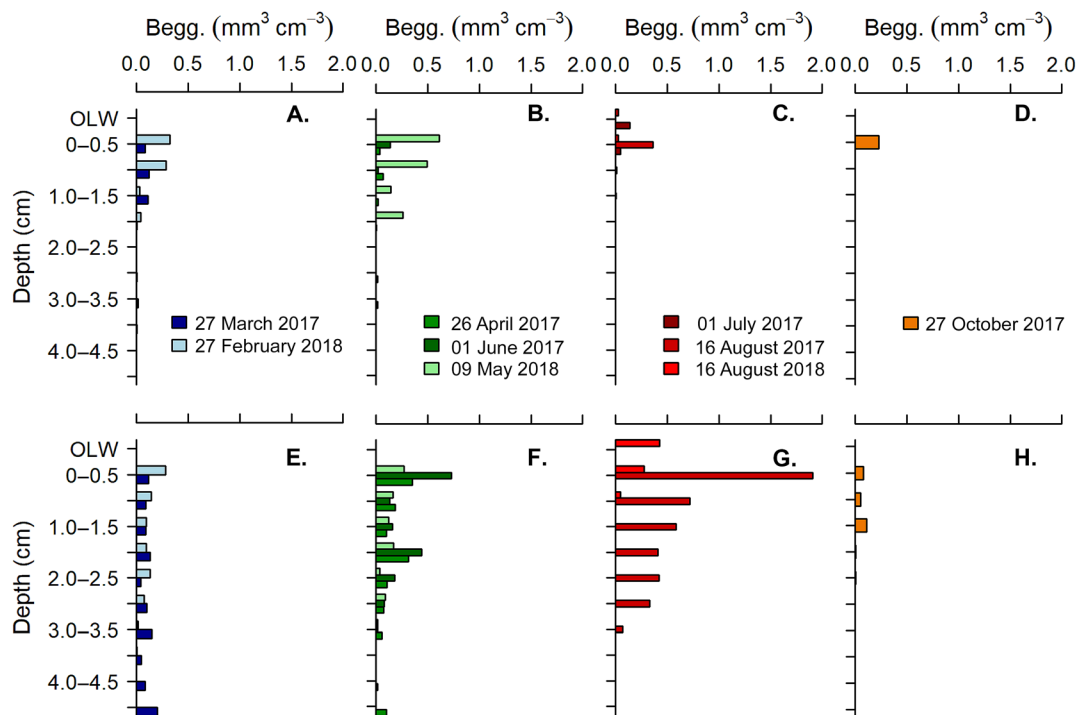 Begg. (mm³ cm⁻³) Begg. (mm³ cm⁻³) Begg. (mm³ cm⁻³) Begg. (mm³ cm⁻³)
0.0 0.5 1.0 1.5 2.0 0.0 0.5 1.0 1.5 2.0 0.0 0.5 1.0 1.5 2.0 0.0 0.5 1.0 1.5 2.0
A. B. C. D.
OLW
0–0.5
1.0–1.5
2.0–2.5
3.0–3.5
4.0–4.5
Depth (cm)
27 March 2017
27 February 2018
26 April 2017
01 June 2017
09 May 2018
01 July 2017
16 August 2017
16 August 2018
27 October 2017
E. F. G. H.
OLW
0–0.5
1.0–1.5
2.0–2.5
3.0–3.5
4.0–4.5
Depth (cm)